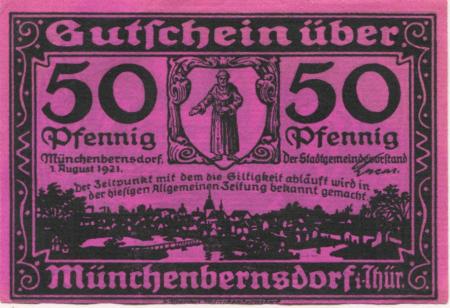 Gutschein über
50 50
Pfennig Pfennig
Münchenbernsdorf, Der Stadtgemeindevorstand
1. August 1921.
Der Zeitpunkt mit dem die Giltigkeit abläuft wird in
der hiesigen Allgemeinen Zeitung bekannt gemacht
Münchenbernsdorf i. Thür.